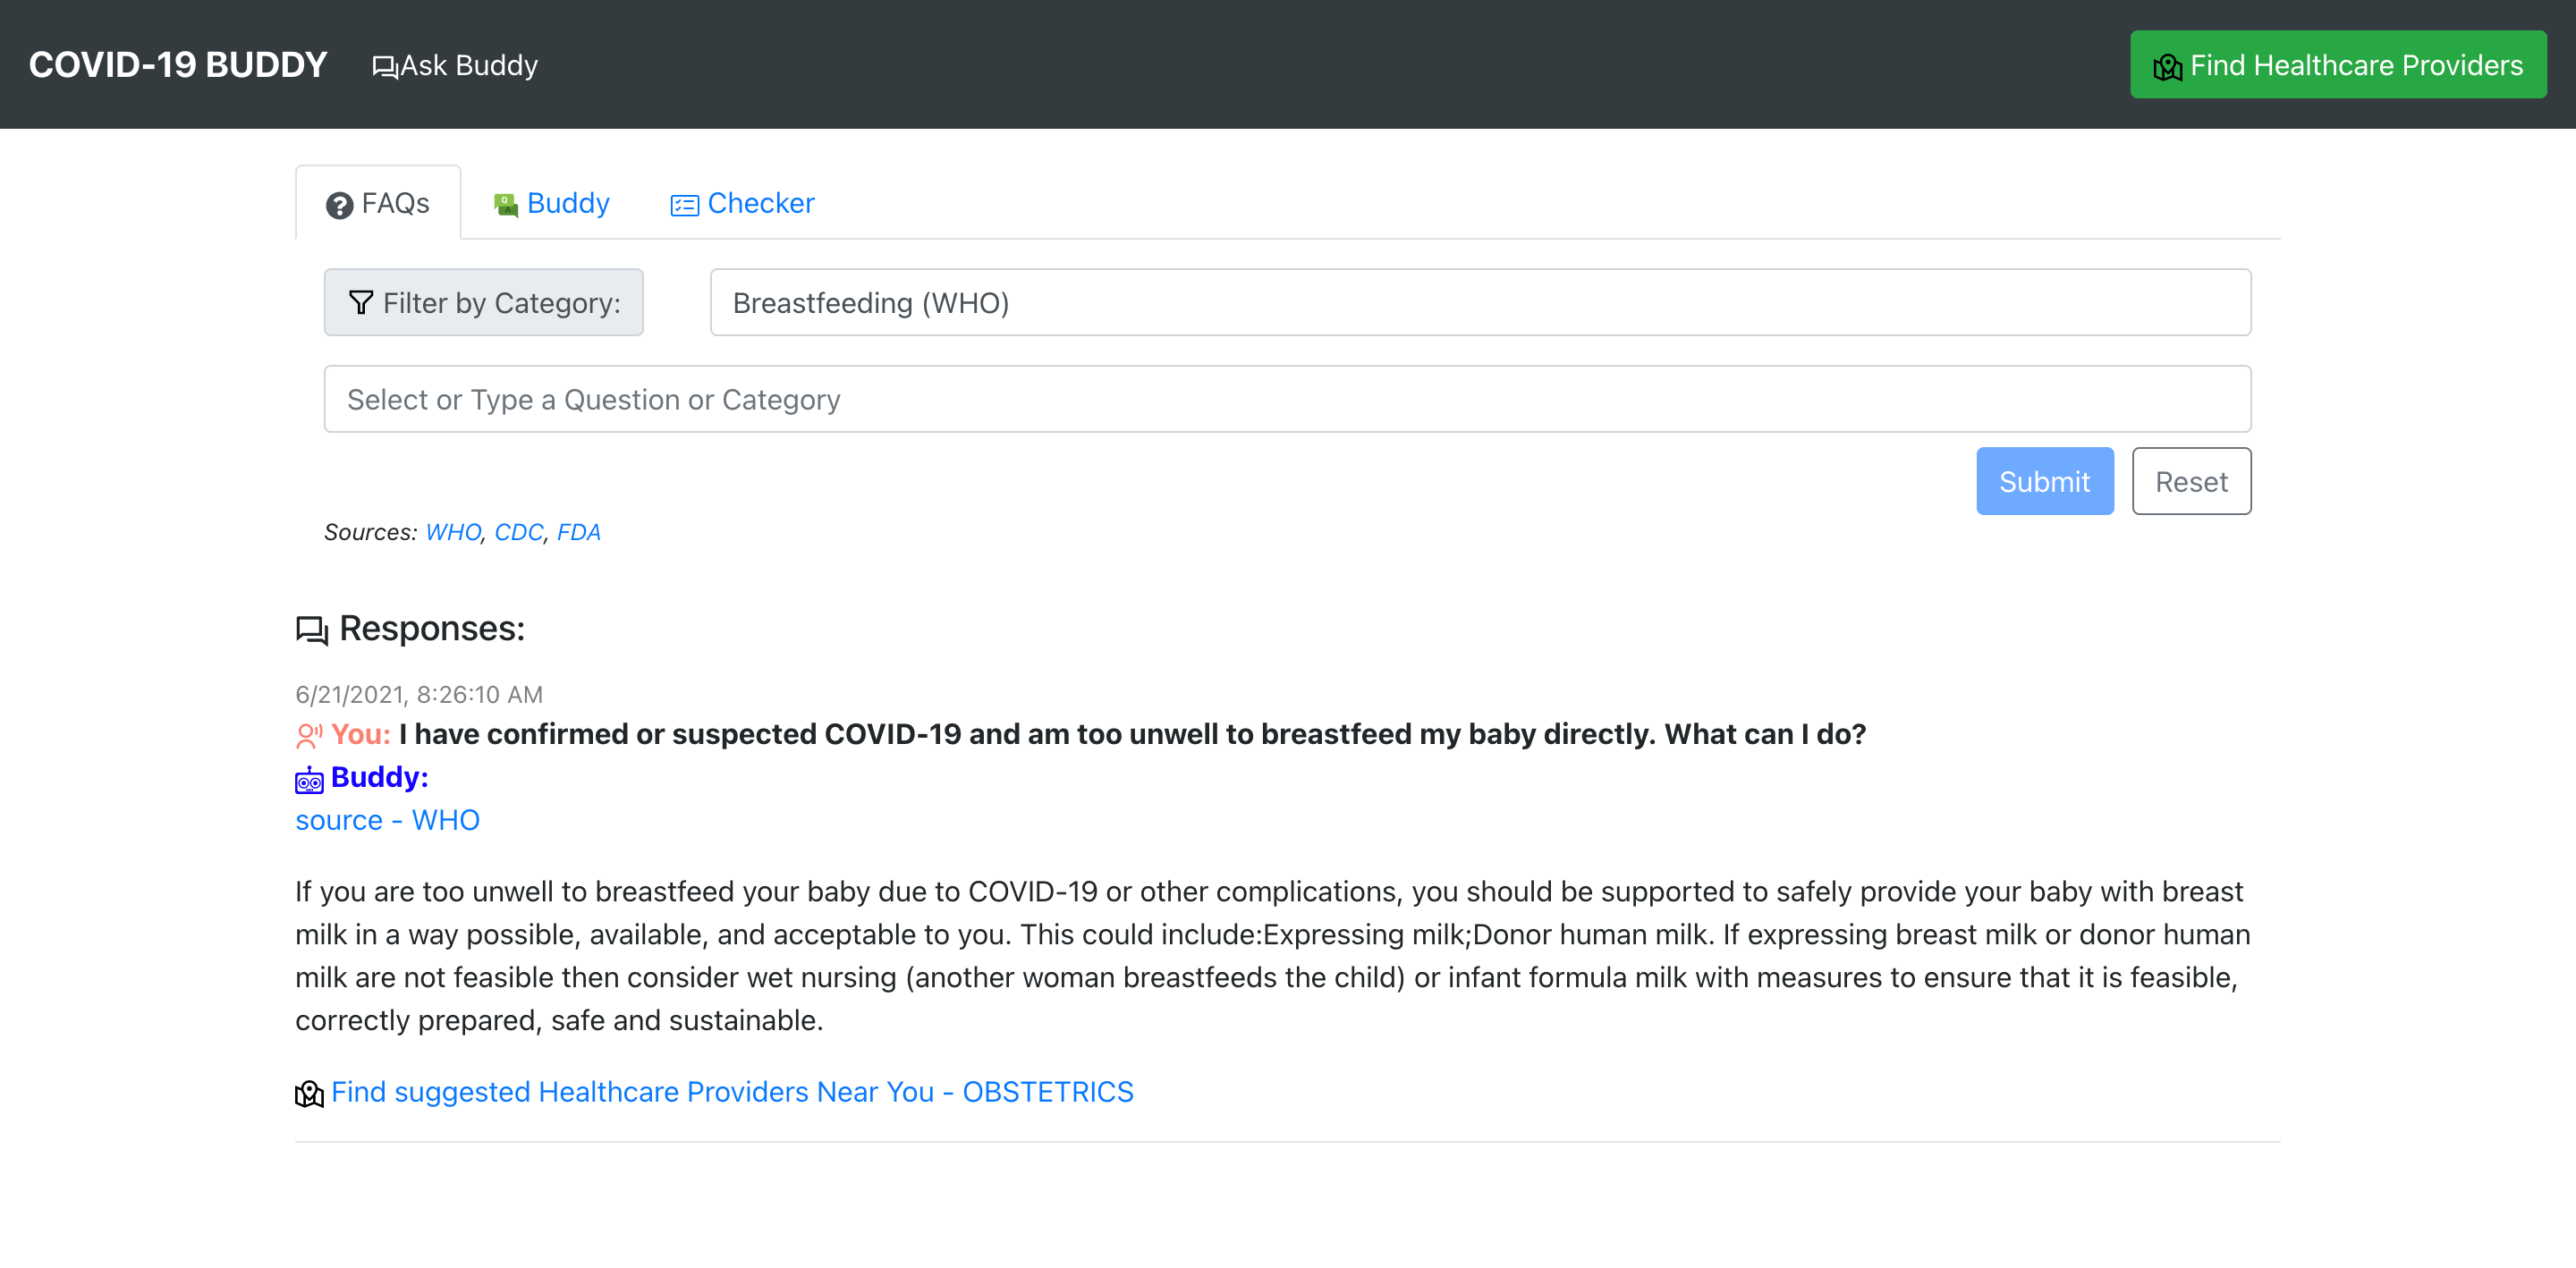 COVID-19 BUDDY Ask Buddy Find Healthcare Providers
FAQs Buddy Checker
Filter by Category: Breastfeeding (WHO)
Select or Type a Question or Category
Submit Reset
Sources: WHO, CDC, FDA
Responses:
6/21/2021, 8:26:10 AM
You: I have confirmed or suspected COVID-19 and am too unwell to breastfeed my baby directly. What can I do?
Buddy:
source - WHO
If you are too unwell to breastfeed your baby due to COVID-19 or other complications, you should be supported to safely provide your baby with breast
milk in a way possible, available, and acceptable to you. This could include:Expressing milk;Donor human milk. If expressing breast milk or donor human
milk are not feasible then consider wet nursing (another woman breastfeeds the child) or infant formula milk with measures to ensure that it is feasible,
correctly prepared, safe and sustainable.
Find suggested Healthcare Providers Near You - OBSTETRICS